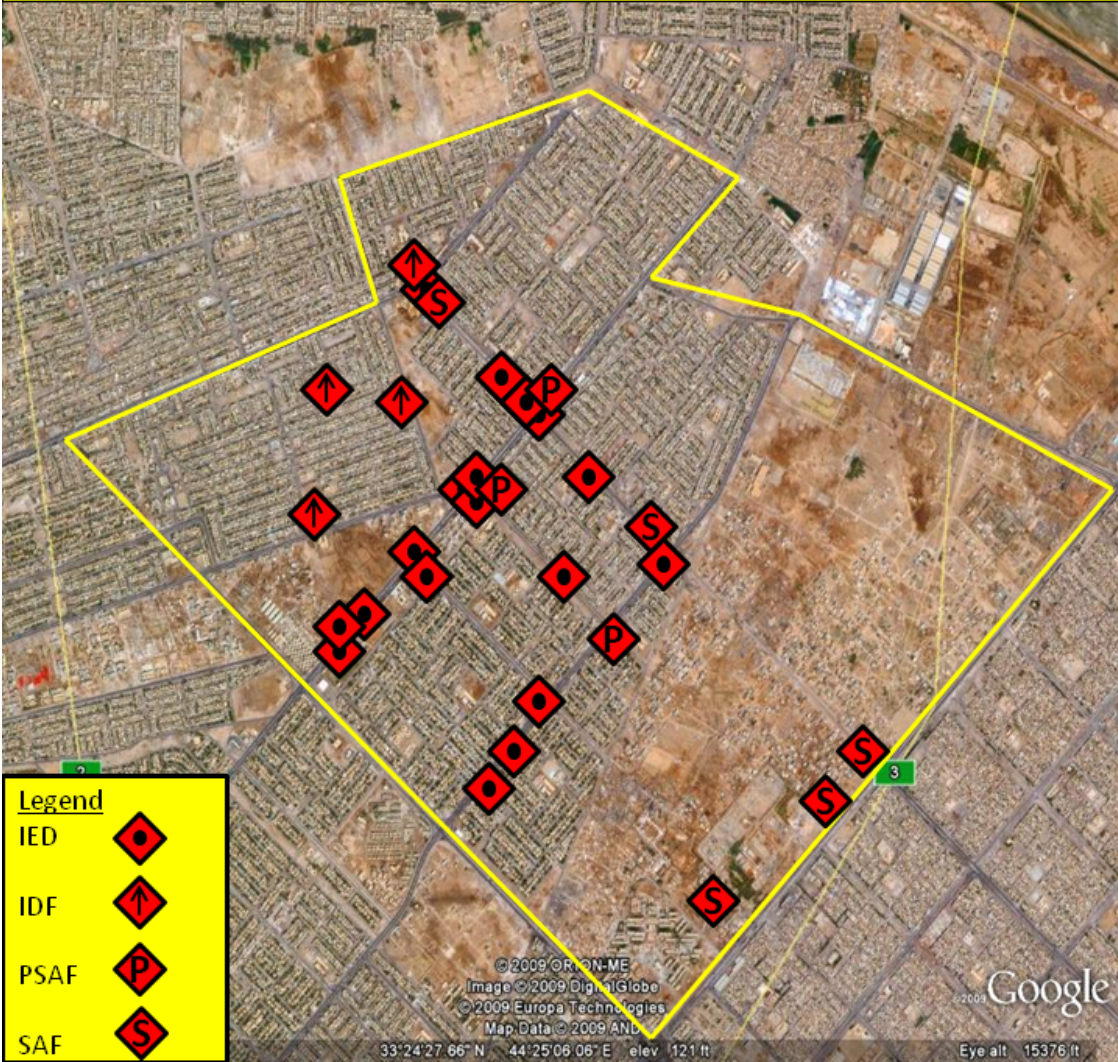 S
P
P
S
P
S
2
3
S
S
Legend
IED
IDF
PSAF
P
SAF
S
© 2009 ORION-ME
Image © 2009 DigitalGlobe
© 2009 Europa Technologies
Map Data © 2009 AND
©2009 Google
33°24'27.66" N 44°25'06.06" E elev 121 ft
Eye alt 15376 ft